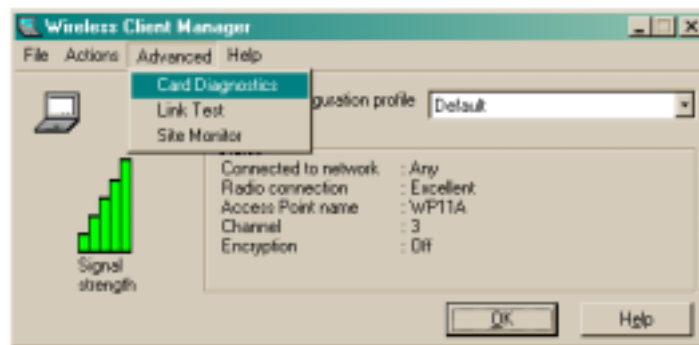 Wireless Client Manager
File Actions Advanced Help
Card Diagnostics
Link Test
Site Monitor
guration profile Default
Connected to network : Any
Radio connection : Excellent
Access Point name : WP11A
Channel : 3
Encryption : Off
Signal
strength
OK Help